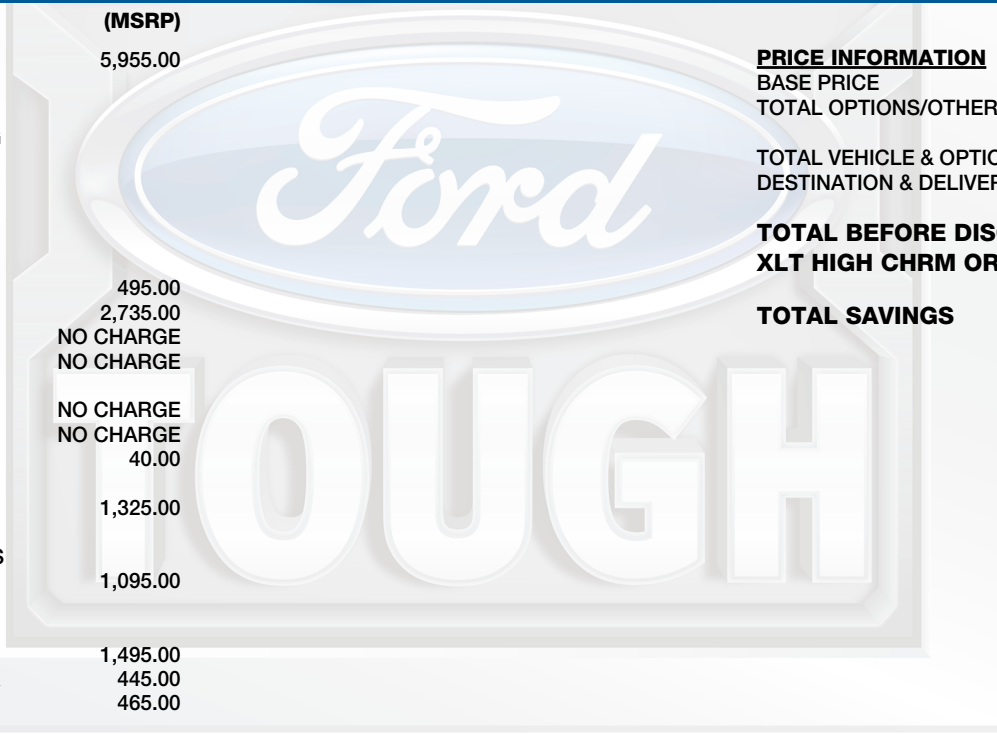 (MSRP)
5,955.00
495.00
2,735.00
NO CHARGE
NO CHARGE
NO CHARGE
NO CHARGE
40.00
1,325.00
S
1,095.00
1,495.00
445.00
465.00
Ford
TOUGH
PRICE INFORMATION
BASE PRICE
TOTAL OPTIONS/OTHER
TOTAL VEHICLE & OPTIO
DESTINATION & DELIVER
TOTAL BEFORE DIS
XLT HIGH CHRM OR
TOTAL SAVINGS